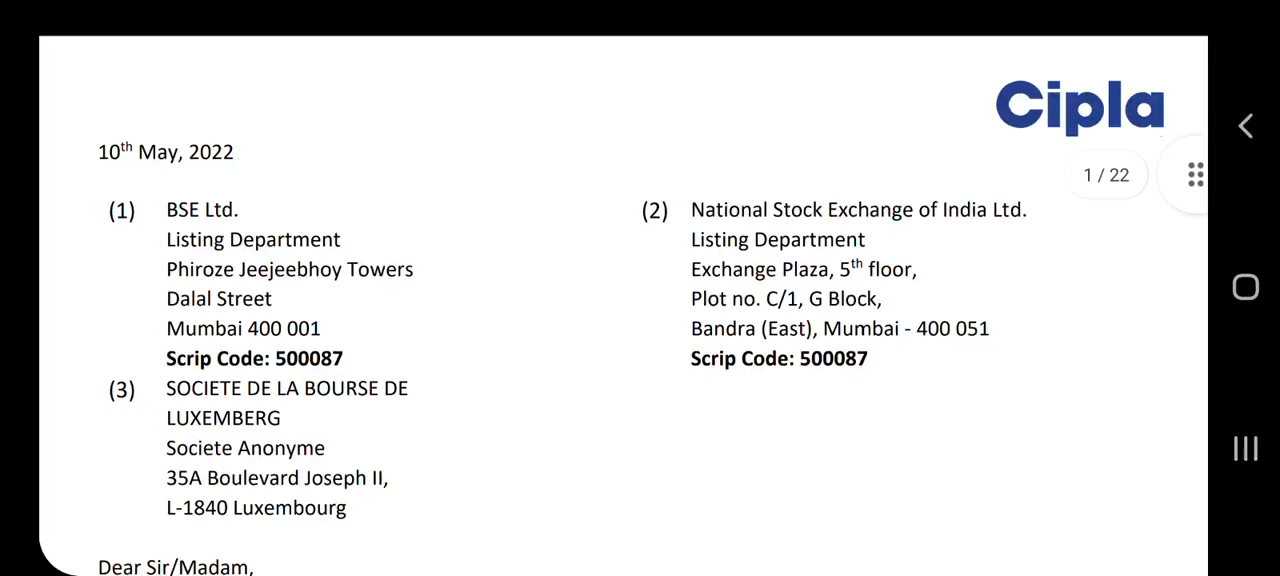 Cipla
10th May, 2022
1 / 22
(1) BSE Ltd.
Listing Department
Phiroze Jeejeebhoy Towers
Dalal Street
Mumbai 400 001
Scrip Code: 500087
(2) National Stock Exchange of India Ltd.
Listing Department
Exchange Plaza, 5th floor,
Plot no. C/1, G Block,
Bandra (East), Mumbai - 400 051
Scrip Code: 500087
(3) SOCIETE DE LA BOURSE DE
LUXEMBERG
Societe Anonyme
35A Boulevard Joseph II,
L-1840 Luxembourg
Dear Sir/Madam,